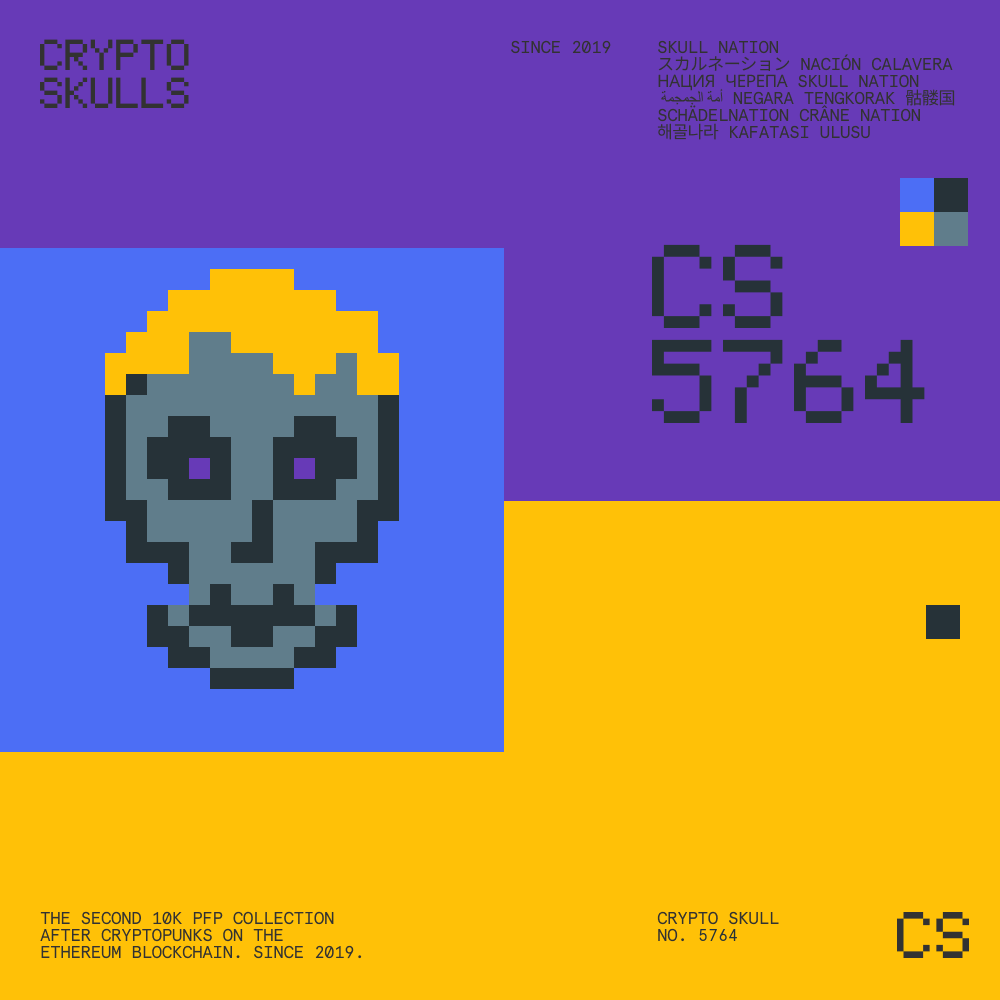 CRYPTO
SKULLS
SINCE 2019
SKULL NATION
スカルネーション NACIÓN CALAVERA
НАЦИЯ ЧЕРЕПА SKULL NATION
أمة الجمجمة NEGARA TENGKORAK 骷髅国
SCHÄDELNATION CRÂNE NATION
해골나라 KAFATASI ULUSU
CS
5764
THE SECOND 10K PFP COLLECTION
AFTER CRYPTOPUNKS ON THE
ETHEREUM BLOCKCHAIN. SINCE 2019.
CRYPTO SKULL
NO. 5764
CS